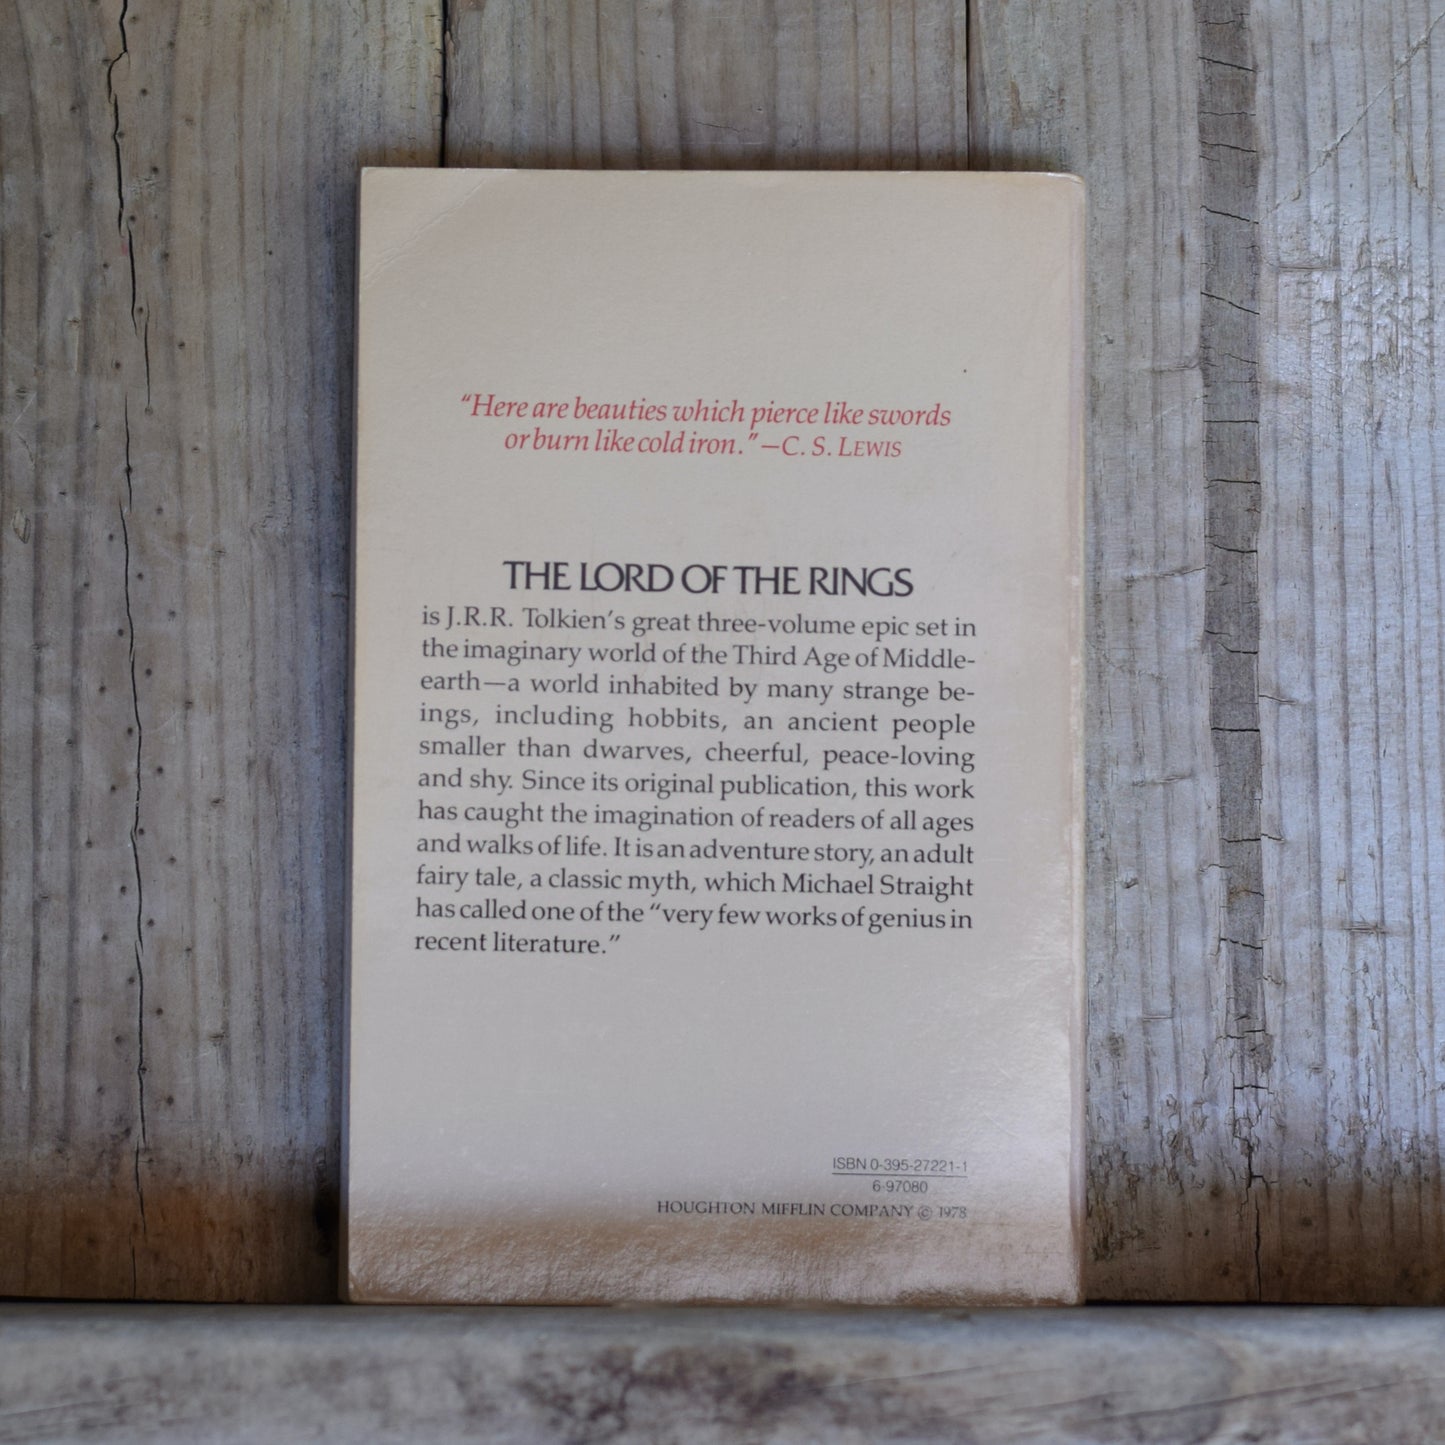 “Here are beauties which pierce like swords
or burn like cold iron.”—C. S. LEWIS
THE LORD OF THE RINGS
is J.R.R. Tolkien’s great three-volume epic set in
the imaginary world of the Third Age of Middle-
earth—a world inhabited by many strange be-
ings, including hobbits, an ancient people
smaller than dwarves, cheerful, peace-loving
and shy. Since its original publication, this work
has caught the imagination of readers of all ages
and walks of life. It is an adventure story, an adult
fairy tale, a classic myth, which Michael Straight
has called one of the “very few works of genius in
recent literature.”
ISBN 0-395-27221-1
6-97080
HOUGHTON MIFFLIN COMPANY © 1978